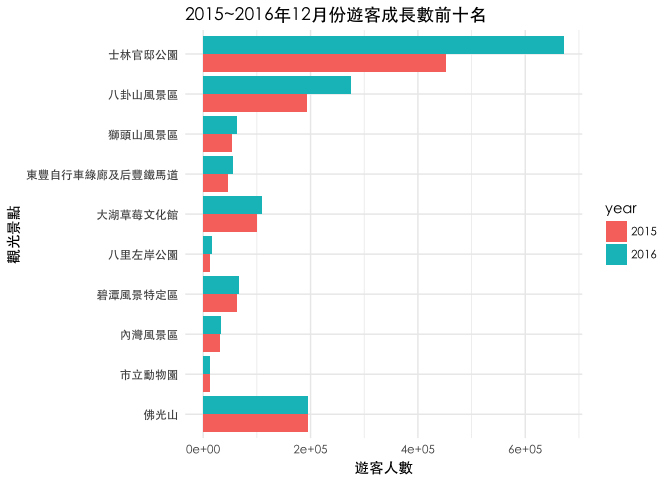 2015~2016年12月份遊客成長數前十名
士林官邸公園
八卦山風景區
獅頭山風景區
東豐自行車綠廊及后豐鐵馬道
大湖草莓文化館
八里左岸公園
碧潭風景特定區
內灣風景區
市立動物園
佛光山
觀光景點
0e+00
2e+05
4e+05
6e+05
遊客人數
year
2015
2016